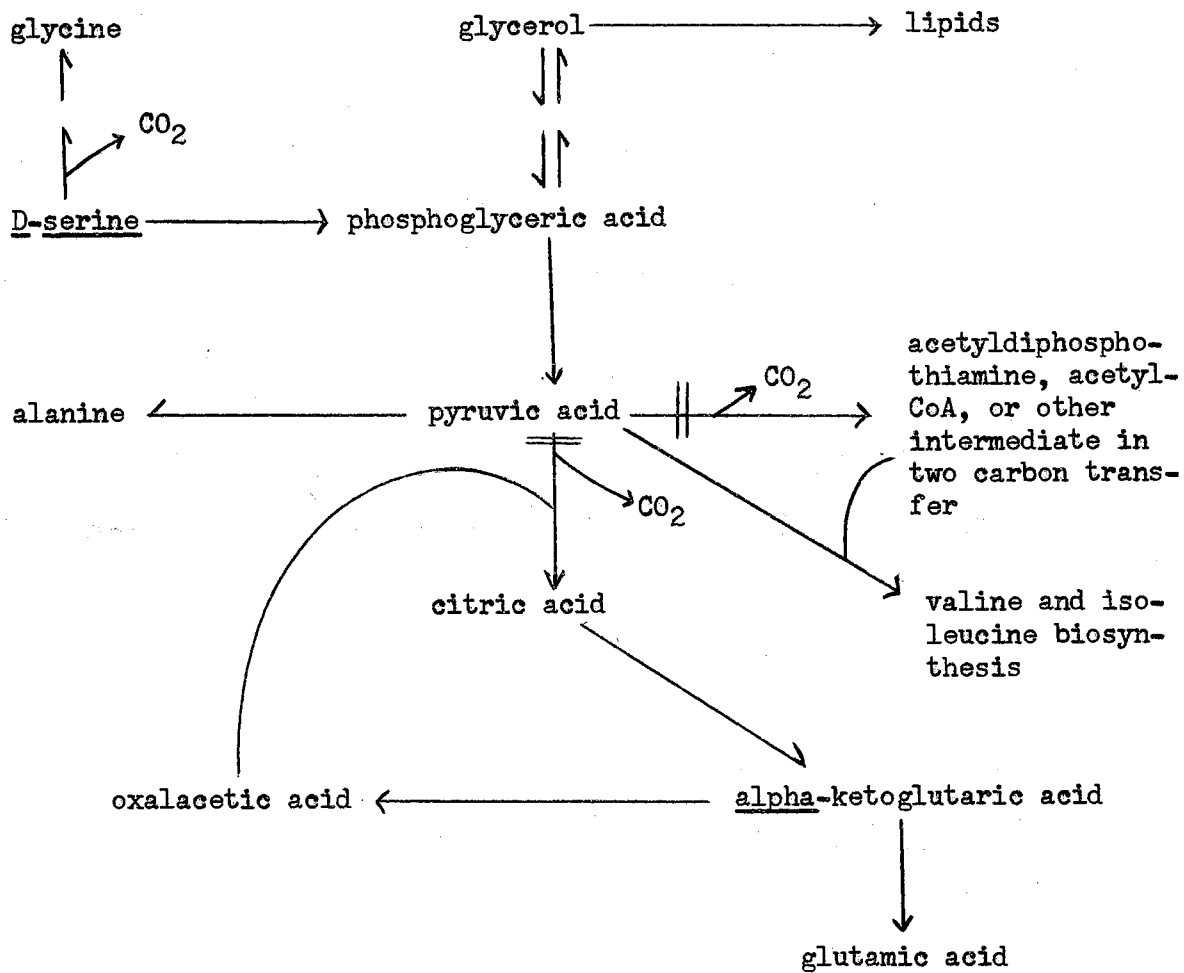 glycine
glycerol
lipids
CO2
D-serine
phosphoglyceric acid
acetyldiphospho-
thiamine, acetyl-
CoA, or other
intermediate in
two carbon trans-
fer
alanine
pyruvic acid
CO2
CO2
citric acid
valine and iso-
leucine biosyn-
thesis
oxalacetic acid
alpha-ketoglutaric acid
glutamic acid